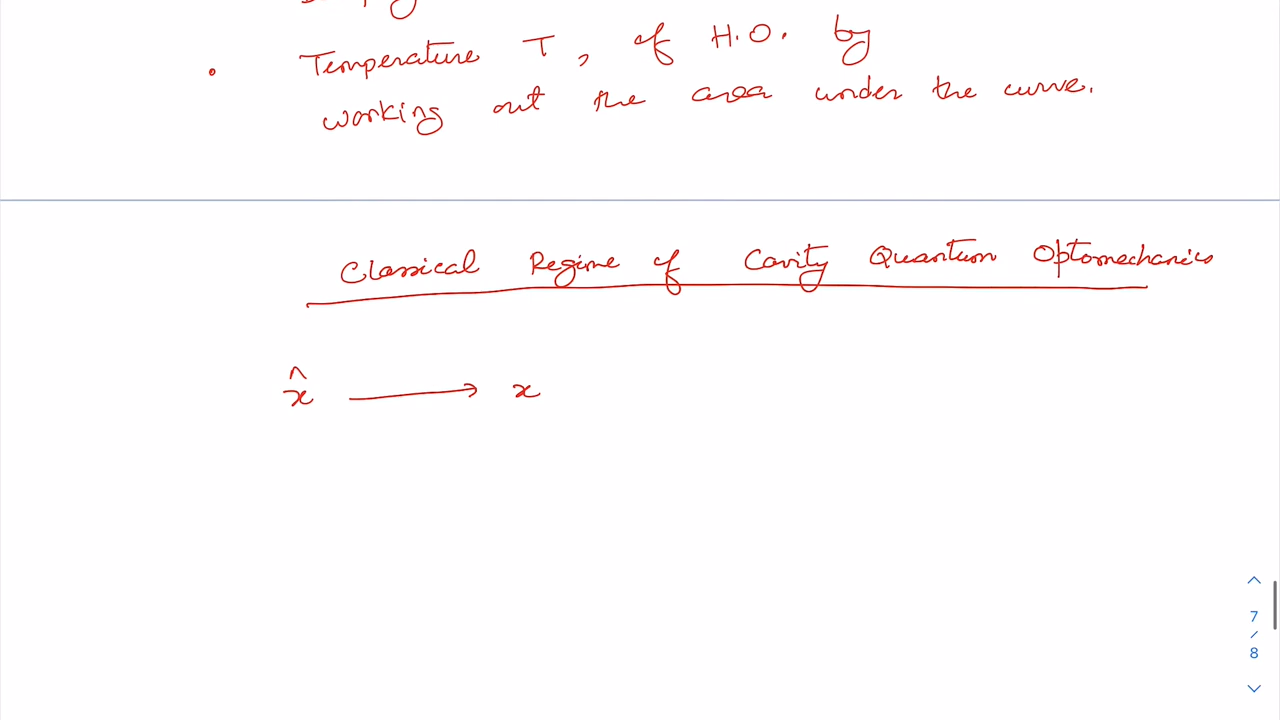 • Temperature T, of H.O. by
working out the area under the curve.
Classical Regime of Cavity Quantum Optomechanics
x̂ ⟶ x
7
/
8